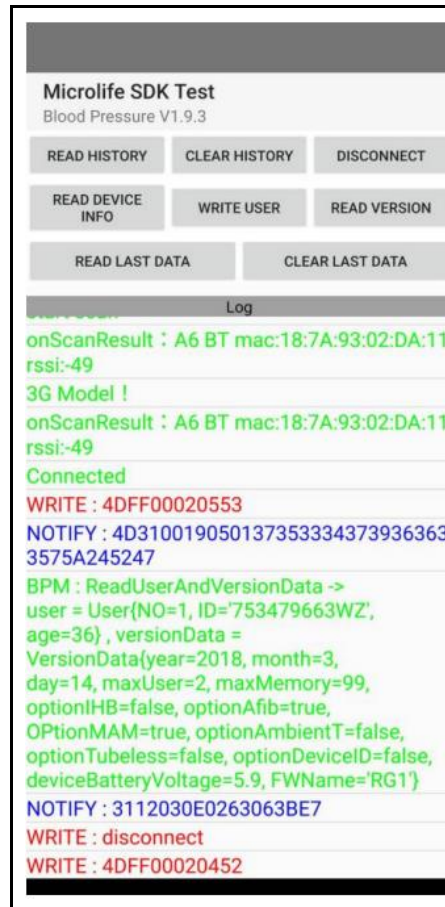 Microlife SDK Test
Blood Pressure V1.9.3
READ HISTORY
CLEAR HISTORY
DISCONNECT
READ DEVICE
INFO
WRITE USER
READ VERSION
READ LAST DATA
CLEAR LAST DATA
Log
onScanResult：A6 BT mac:18:7A:93:02:DA:11
rssi:-49
3G Model！
onScanResult：A6 BT mac:18:7A:93:02:DA:11
rssi:-49
Connected
WRITE : 4DFF00020553
NOTIFY : 4D31001905013735333437393636
3575A245247
BPM : ReadUserAndVersionData ->
user = User{NO=1, ID='753479663WZ',
age=36} , versionData =
VersionData{year=2018, month=3,
day=14, maxUser=2, maxMemory=99,
optionIHB=false, optionAfib=true,
OPtionMAM=true, optionAmbientT=false,
optionTubeless=false, optionDeviceID=false,
deviceBatteryVoltage=5.9, FWName='RG1'}
NOTIFY : 3112030E0263063BE7
WRITE : disconnect
WRITE : 4DFF00020452